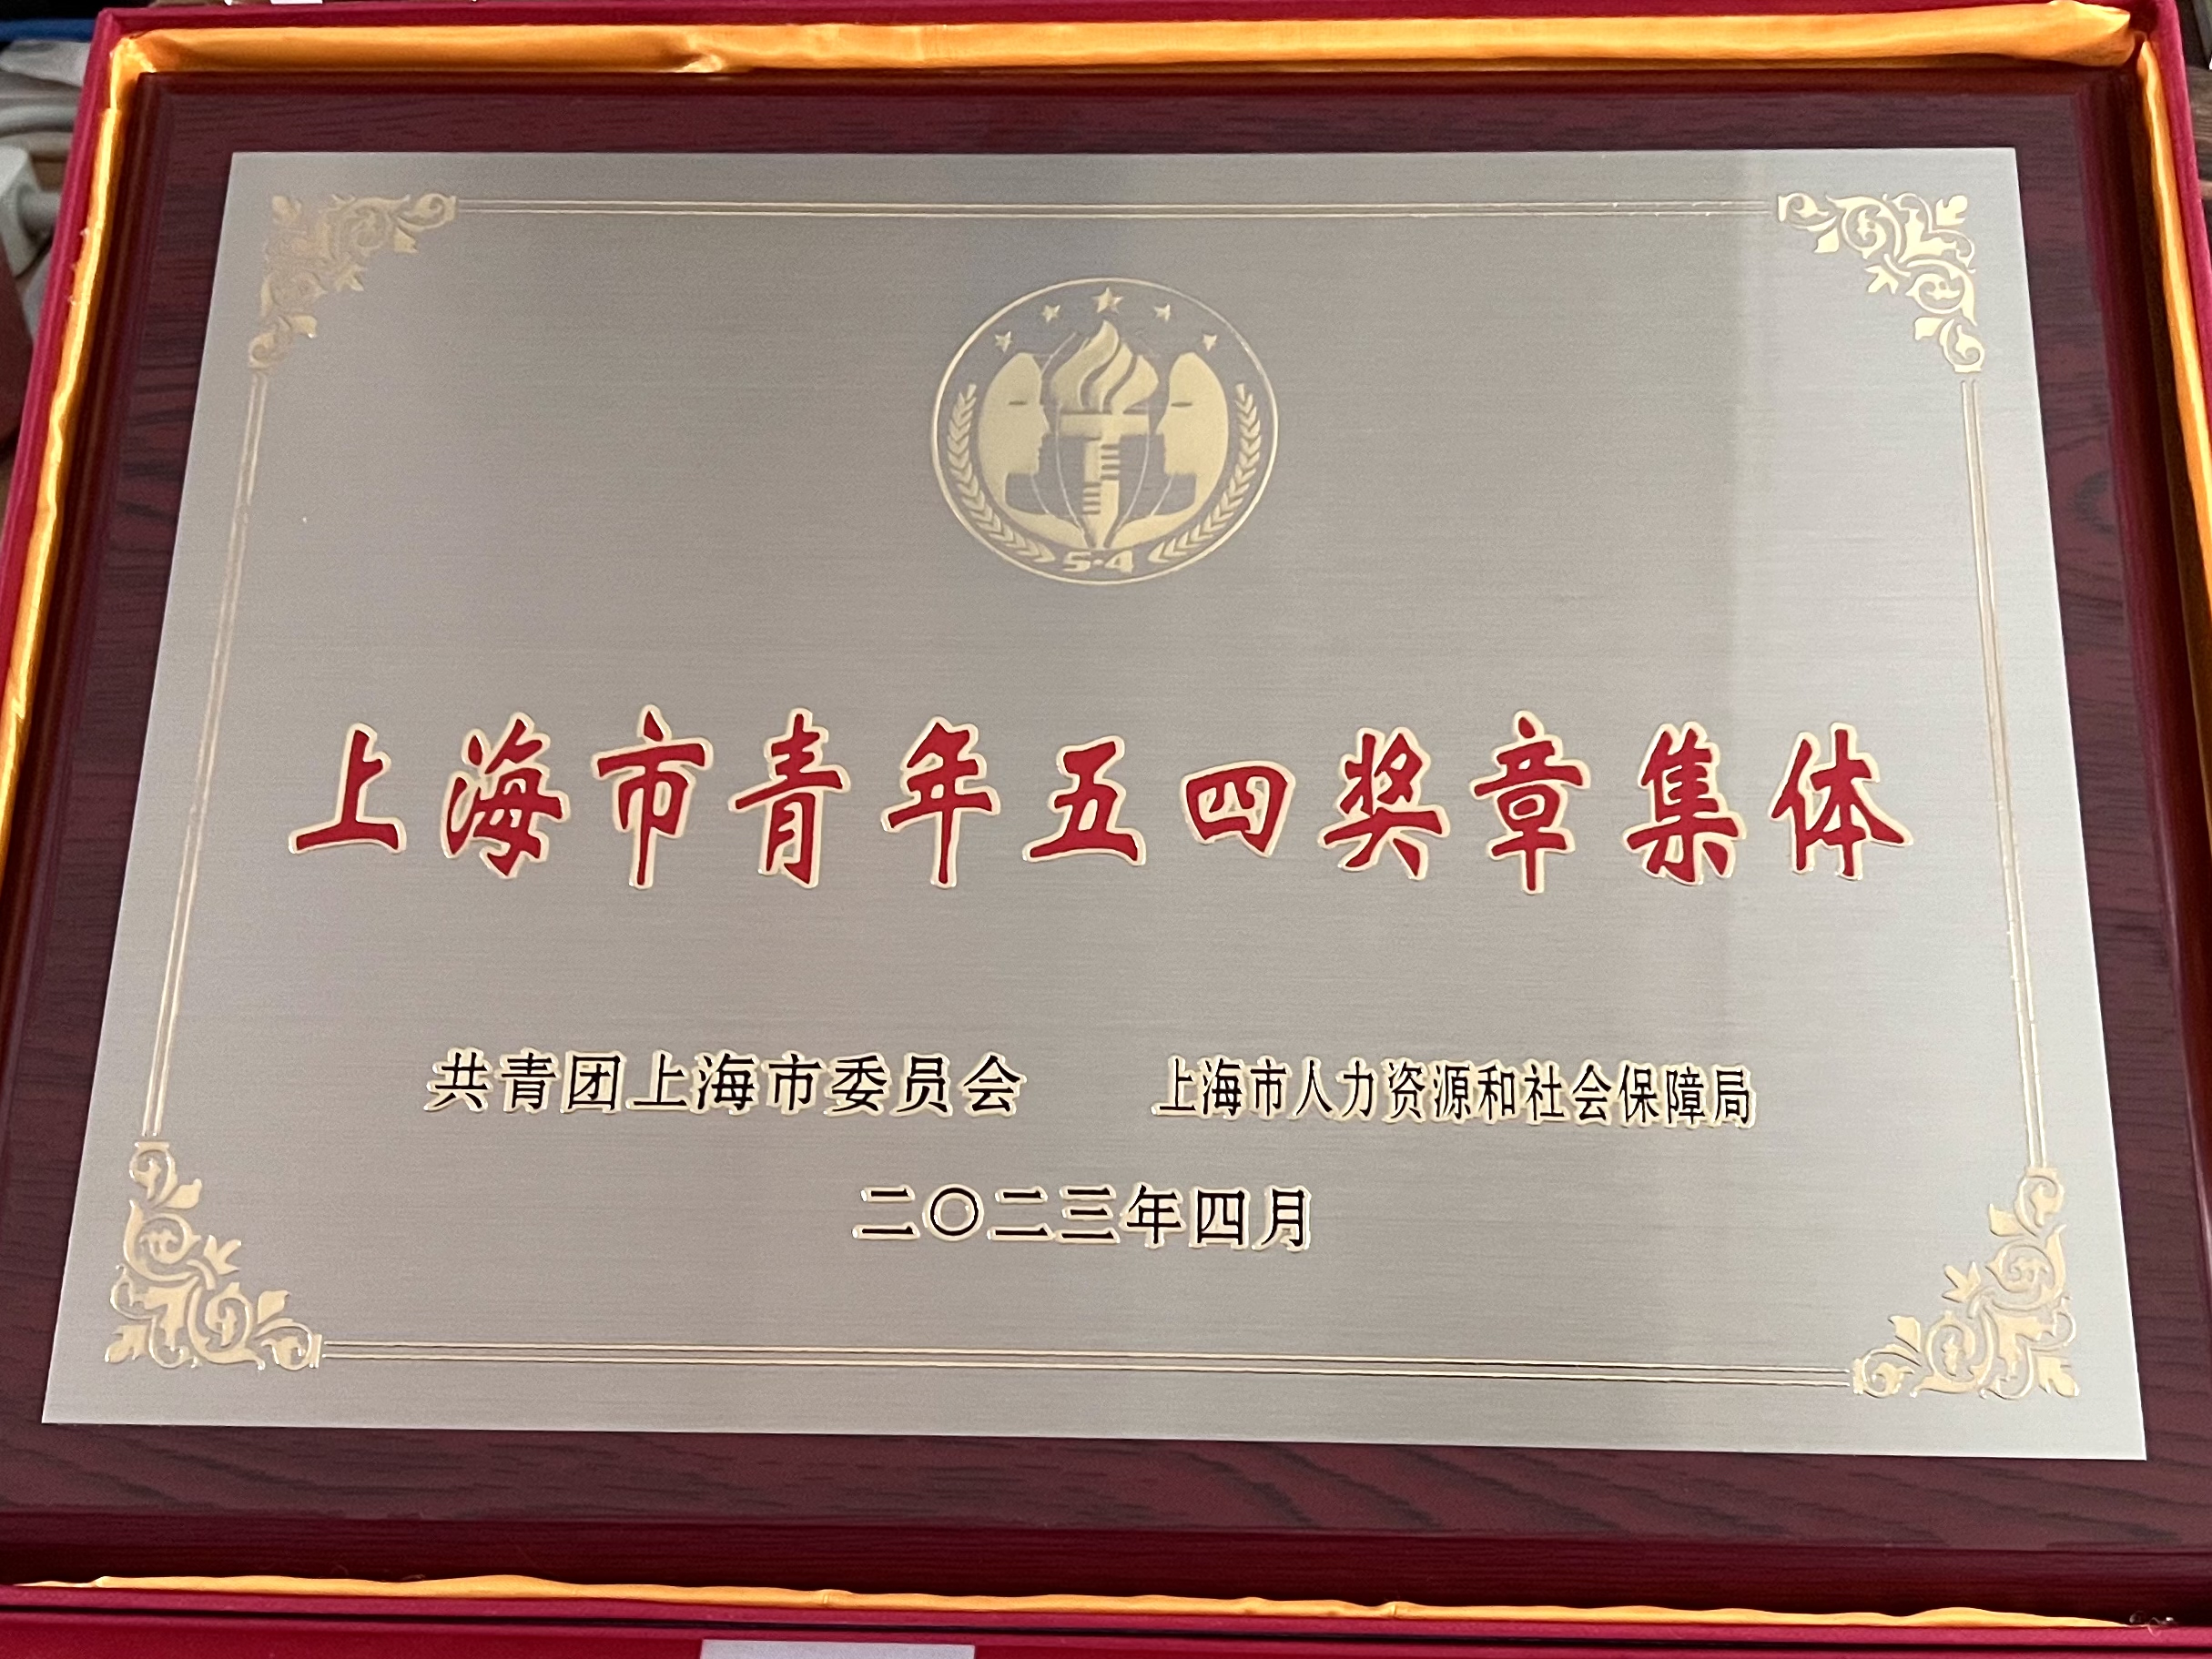 5·4
上海市青年五四奖章集体
共青团上海市委员会 上海市人力资源和社会保障局
二〇二三年四月